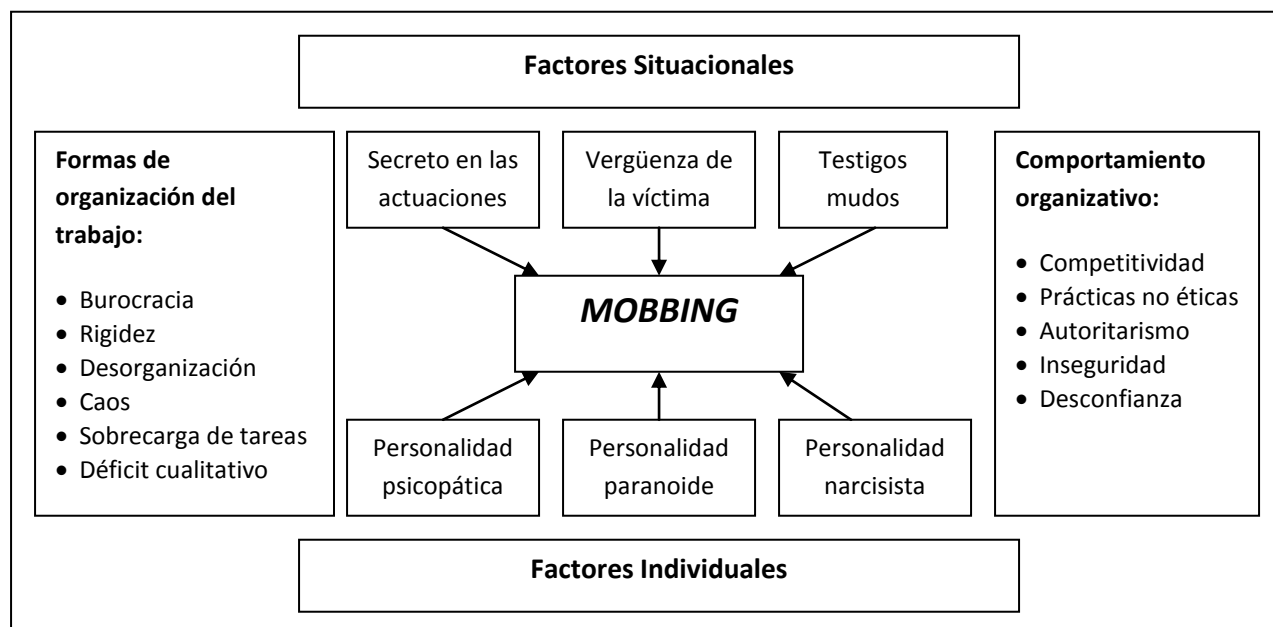 Factores Situacionales
Formas de
organización del
trabajo:
• Burocracia
• Rigidez
• Desorganización
• Caos
• Sobrecarga de tareas
• Déficit cualitativo
Secreto en las
actuaciones
Vergüenza de
la víctima
Testigos
mudos
MOBBING
Personalidad
psicopática
Personalidad
paranoide
Personalidad
narcisista
Comportamiento
organizativo:
• Competitividad
• Prácticas no éticas
• Autoritarismo
• Inseguridad
• Desconfianza
Factores Individuales